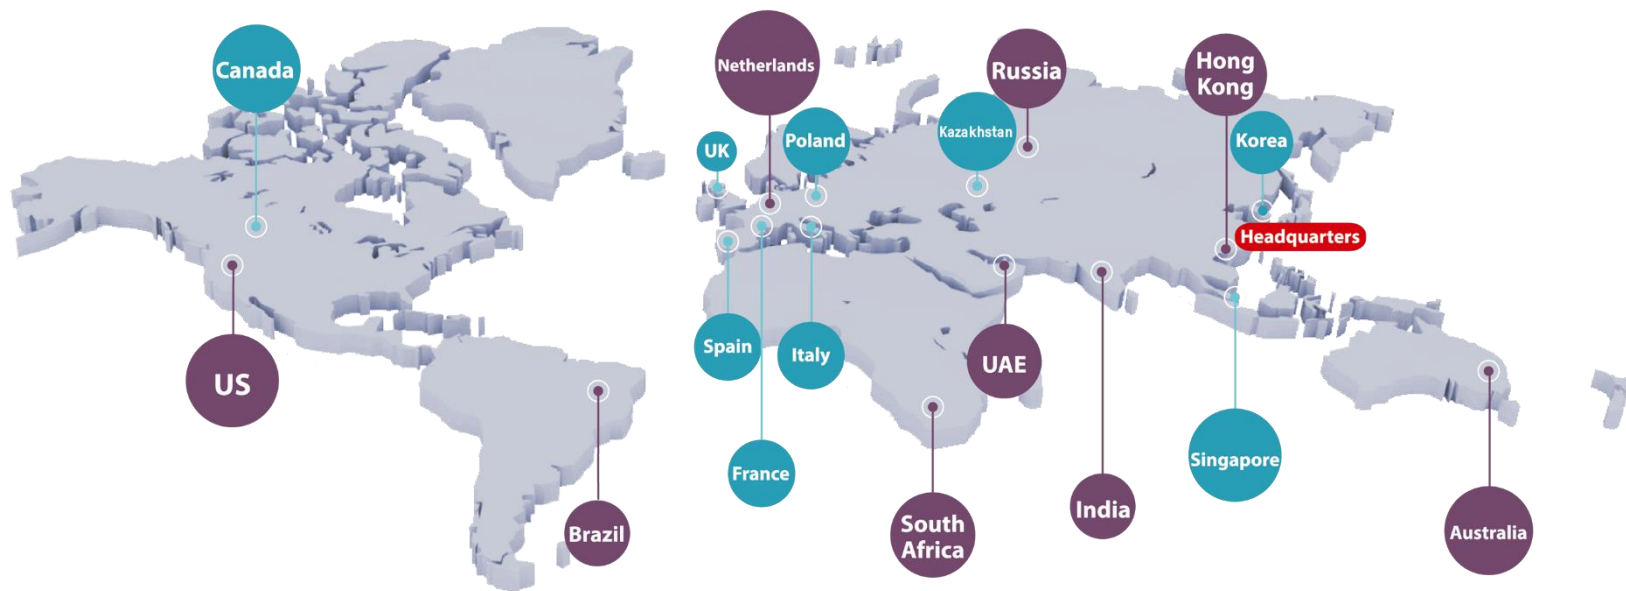 Canada
Netherlands
Russia
Hong
Kong
Kazakhstan
Poland
Korea
UK
Headquarters
Spain
Italy
UAE
US
Singapore
France
India
South
Africa
Brazil
Australia